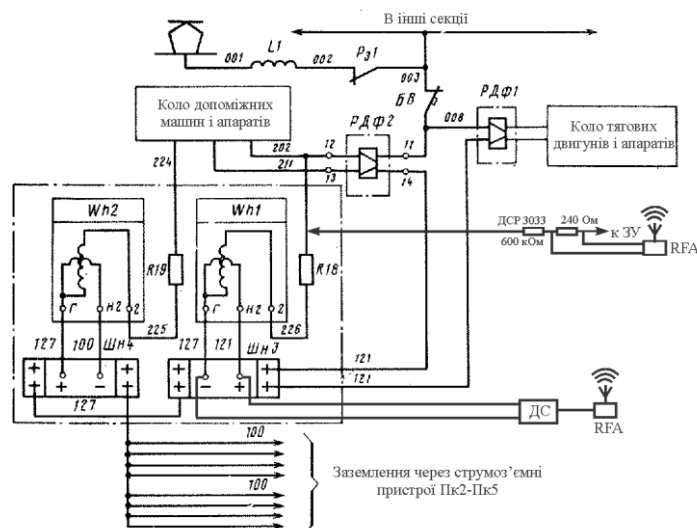 В інші секції
001
L1
002
Рз1
003
Коло допоміжних
машин і апаратів
БВ
РДФ1
008
РДФ2
Коло тягових
двигунів і апаратів
202
12
11
224
211
13
14
Wh2
Wh1
ДСР 3033
240 Ом
к ЗУ
600 кОм
RFA
R19
R18
Г
н2
2
Г
н2
2
225
226
127
100
Шн4
127
121
Шн3
121
+
-
+
+
+
+
-
+
+
+
+
+
121
127
ДС
RFA
100
100
Заземлення через струмоз’ємні
пристрої Пк2-Пк5